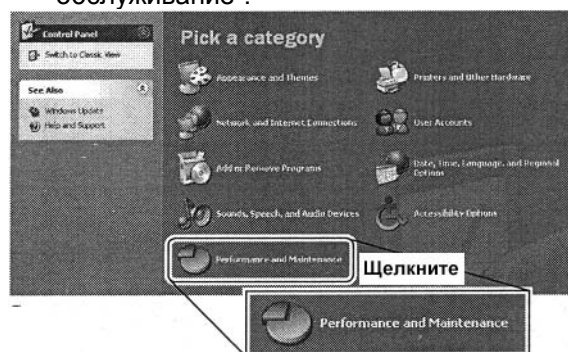 обслуживание".
Control Panel
Switch to Classic View
See Also
Windows Update
Help and Support
Pick a category
Appearance and Themes
Printers and Other Hardware
Network and Internet Connections
User Accounts
Add or Remove Programs
Date, Time, Language, and Regional
Options
Sounds, Speech, and Audio Devices
Accessibility Options
Performance and Maintenance
Щелкните
Performance and Maintenance